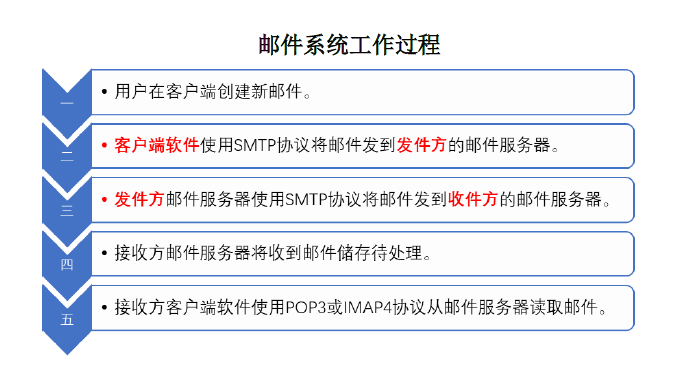 邮件系统工作过程
一
• 用户在客户端创建新邮件。
二
• 客户端软件使用SMTP协议将邮件发到发件方的邮件服务器。
三
• 发件方邮件服务器使用SMTP协议将邮件发到收件方的邮件服务器。
四
• 接收方邮件服务器将收到邮件储存待处理。
五
• 接收方客户端软件使用POP3或IMAP4协议从邮件服务器读取邮件。